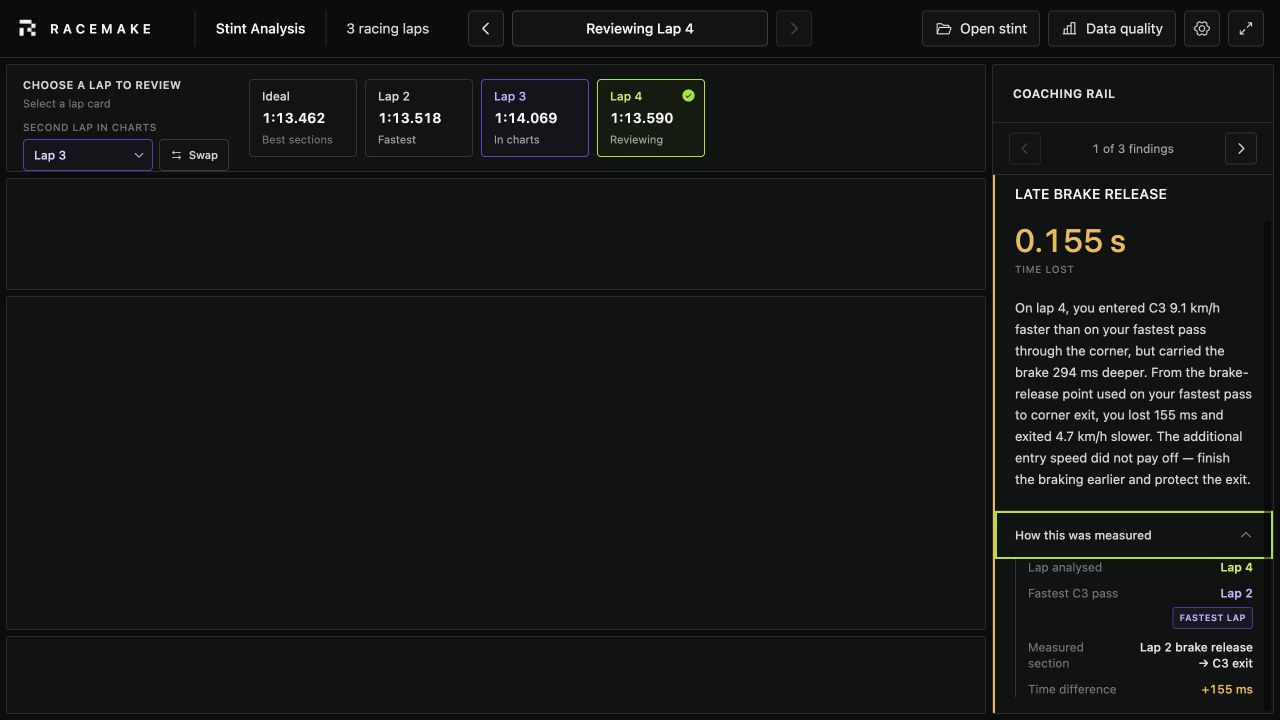 RACEMAKE
Stint Analysis
3 racing laps
Reviewing Lap 4
Open stint
Data quality
CHOOSE A LAP TO REVIEW
Select a lap card
SECOND LAP IN CHARTS
Lap 3
Swap
Ideal
1:13.462
Best sections
Lap 2
1:13.518
Fastest
Lap 3
1:14.069
In charts
Lap 4
1:13.590
Reviewing
COACHING RAIL
1 of 3 findings
LATE BRAKE RELEASE
0.155 s
TIME LOST
On lap 4, you entered C3 9.1 km/h
faster than on your fastest pass
through the corner, but carried the
brake 294 ms deeper. From the brake-
release point used on your fastest pass
to corner exit, you lost 155 ms and
exited 4.7 km/h slower. The additional
entry speed did not pay off — finish
the braking earlier and protect the exit.
How this was measured
Lap analysed Lap 4
Fastest C3 pass Lap 2
FASTEST LAP
Measured section Lap 2 brake release
→ C3 exit
Time difference +155 ms